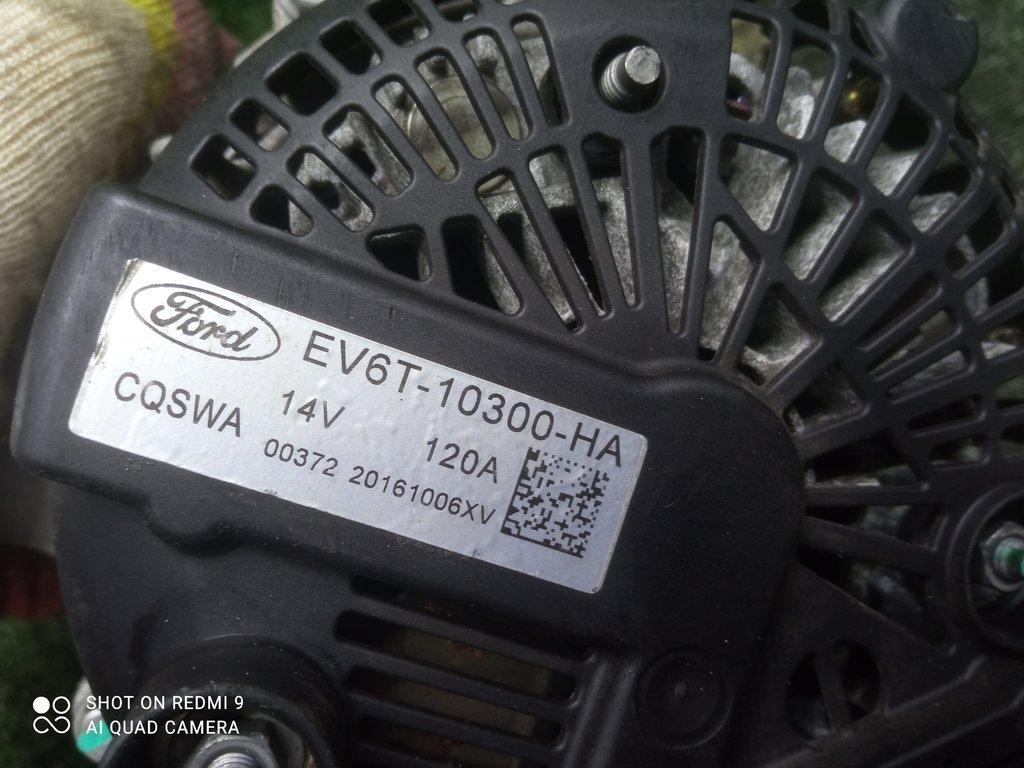 Ford EV6T-10300-HA
CQSWA 14V 120A
00372 20161006XV
SHOT ON REDMI 9
AI QUAD CAMERA